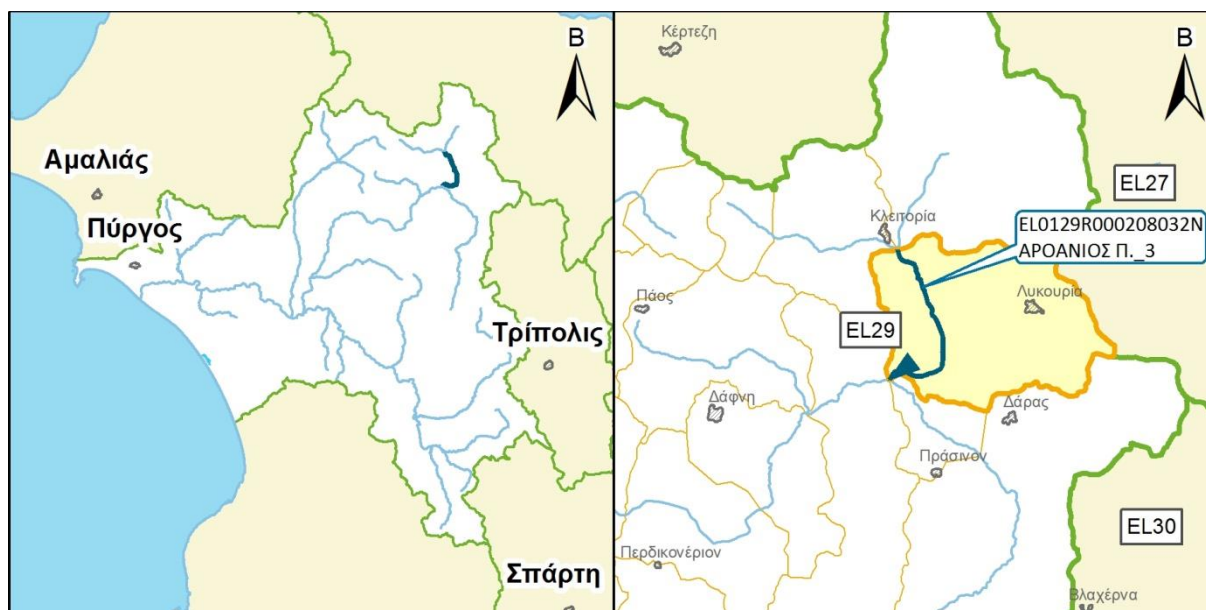 Β
Αμαλιάς
Πύργος
Τρίπολις
Σπάρτη
Κέρτεζη
Β
EL27
Κλειτορία
EL0129R000208032N
ΑΡΟΑΝΙΟΣ Π._3
Λυκουρία
Πάος
EL29
Δάφνη
Δάρας
Πράσινον
EL30
Περδικονέριον
Βλαχέρνα